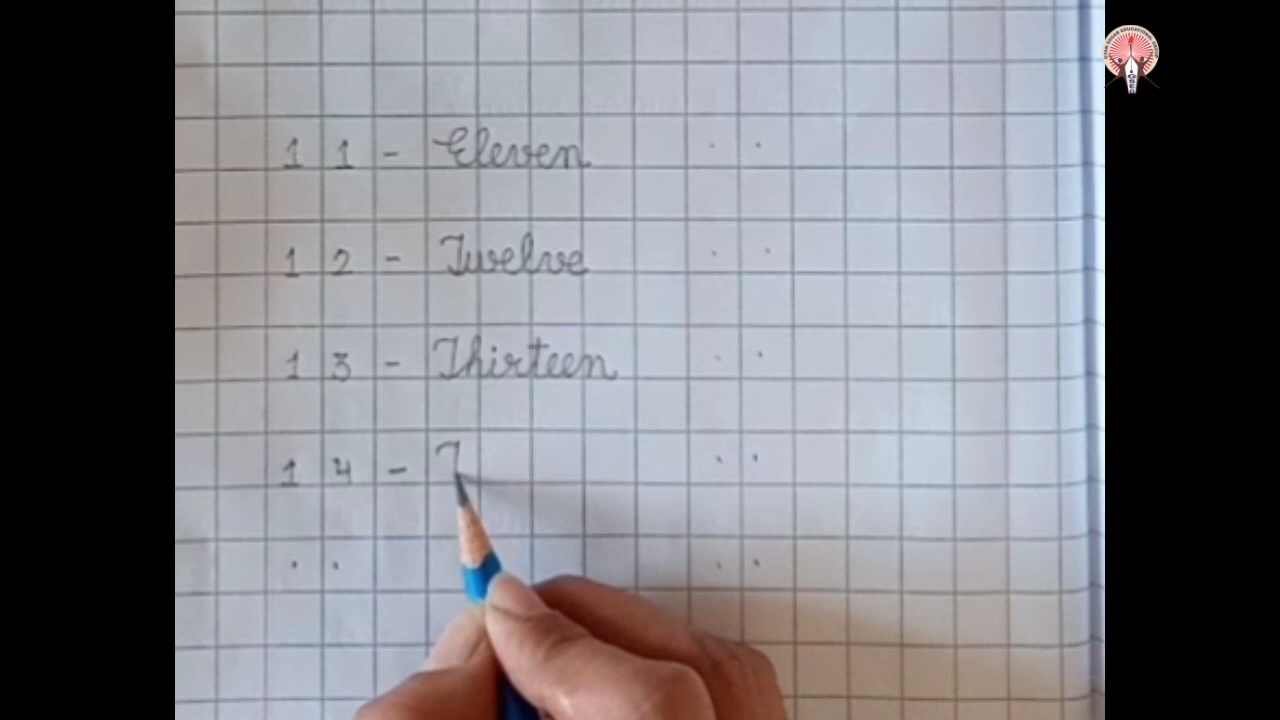 11 - Eleven
12 - Twelve
13 - Thirteen
14 -